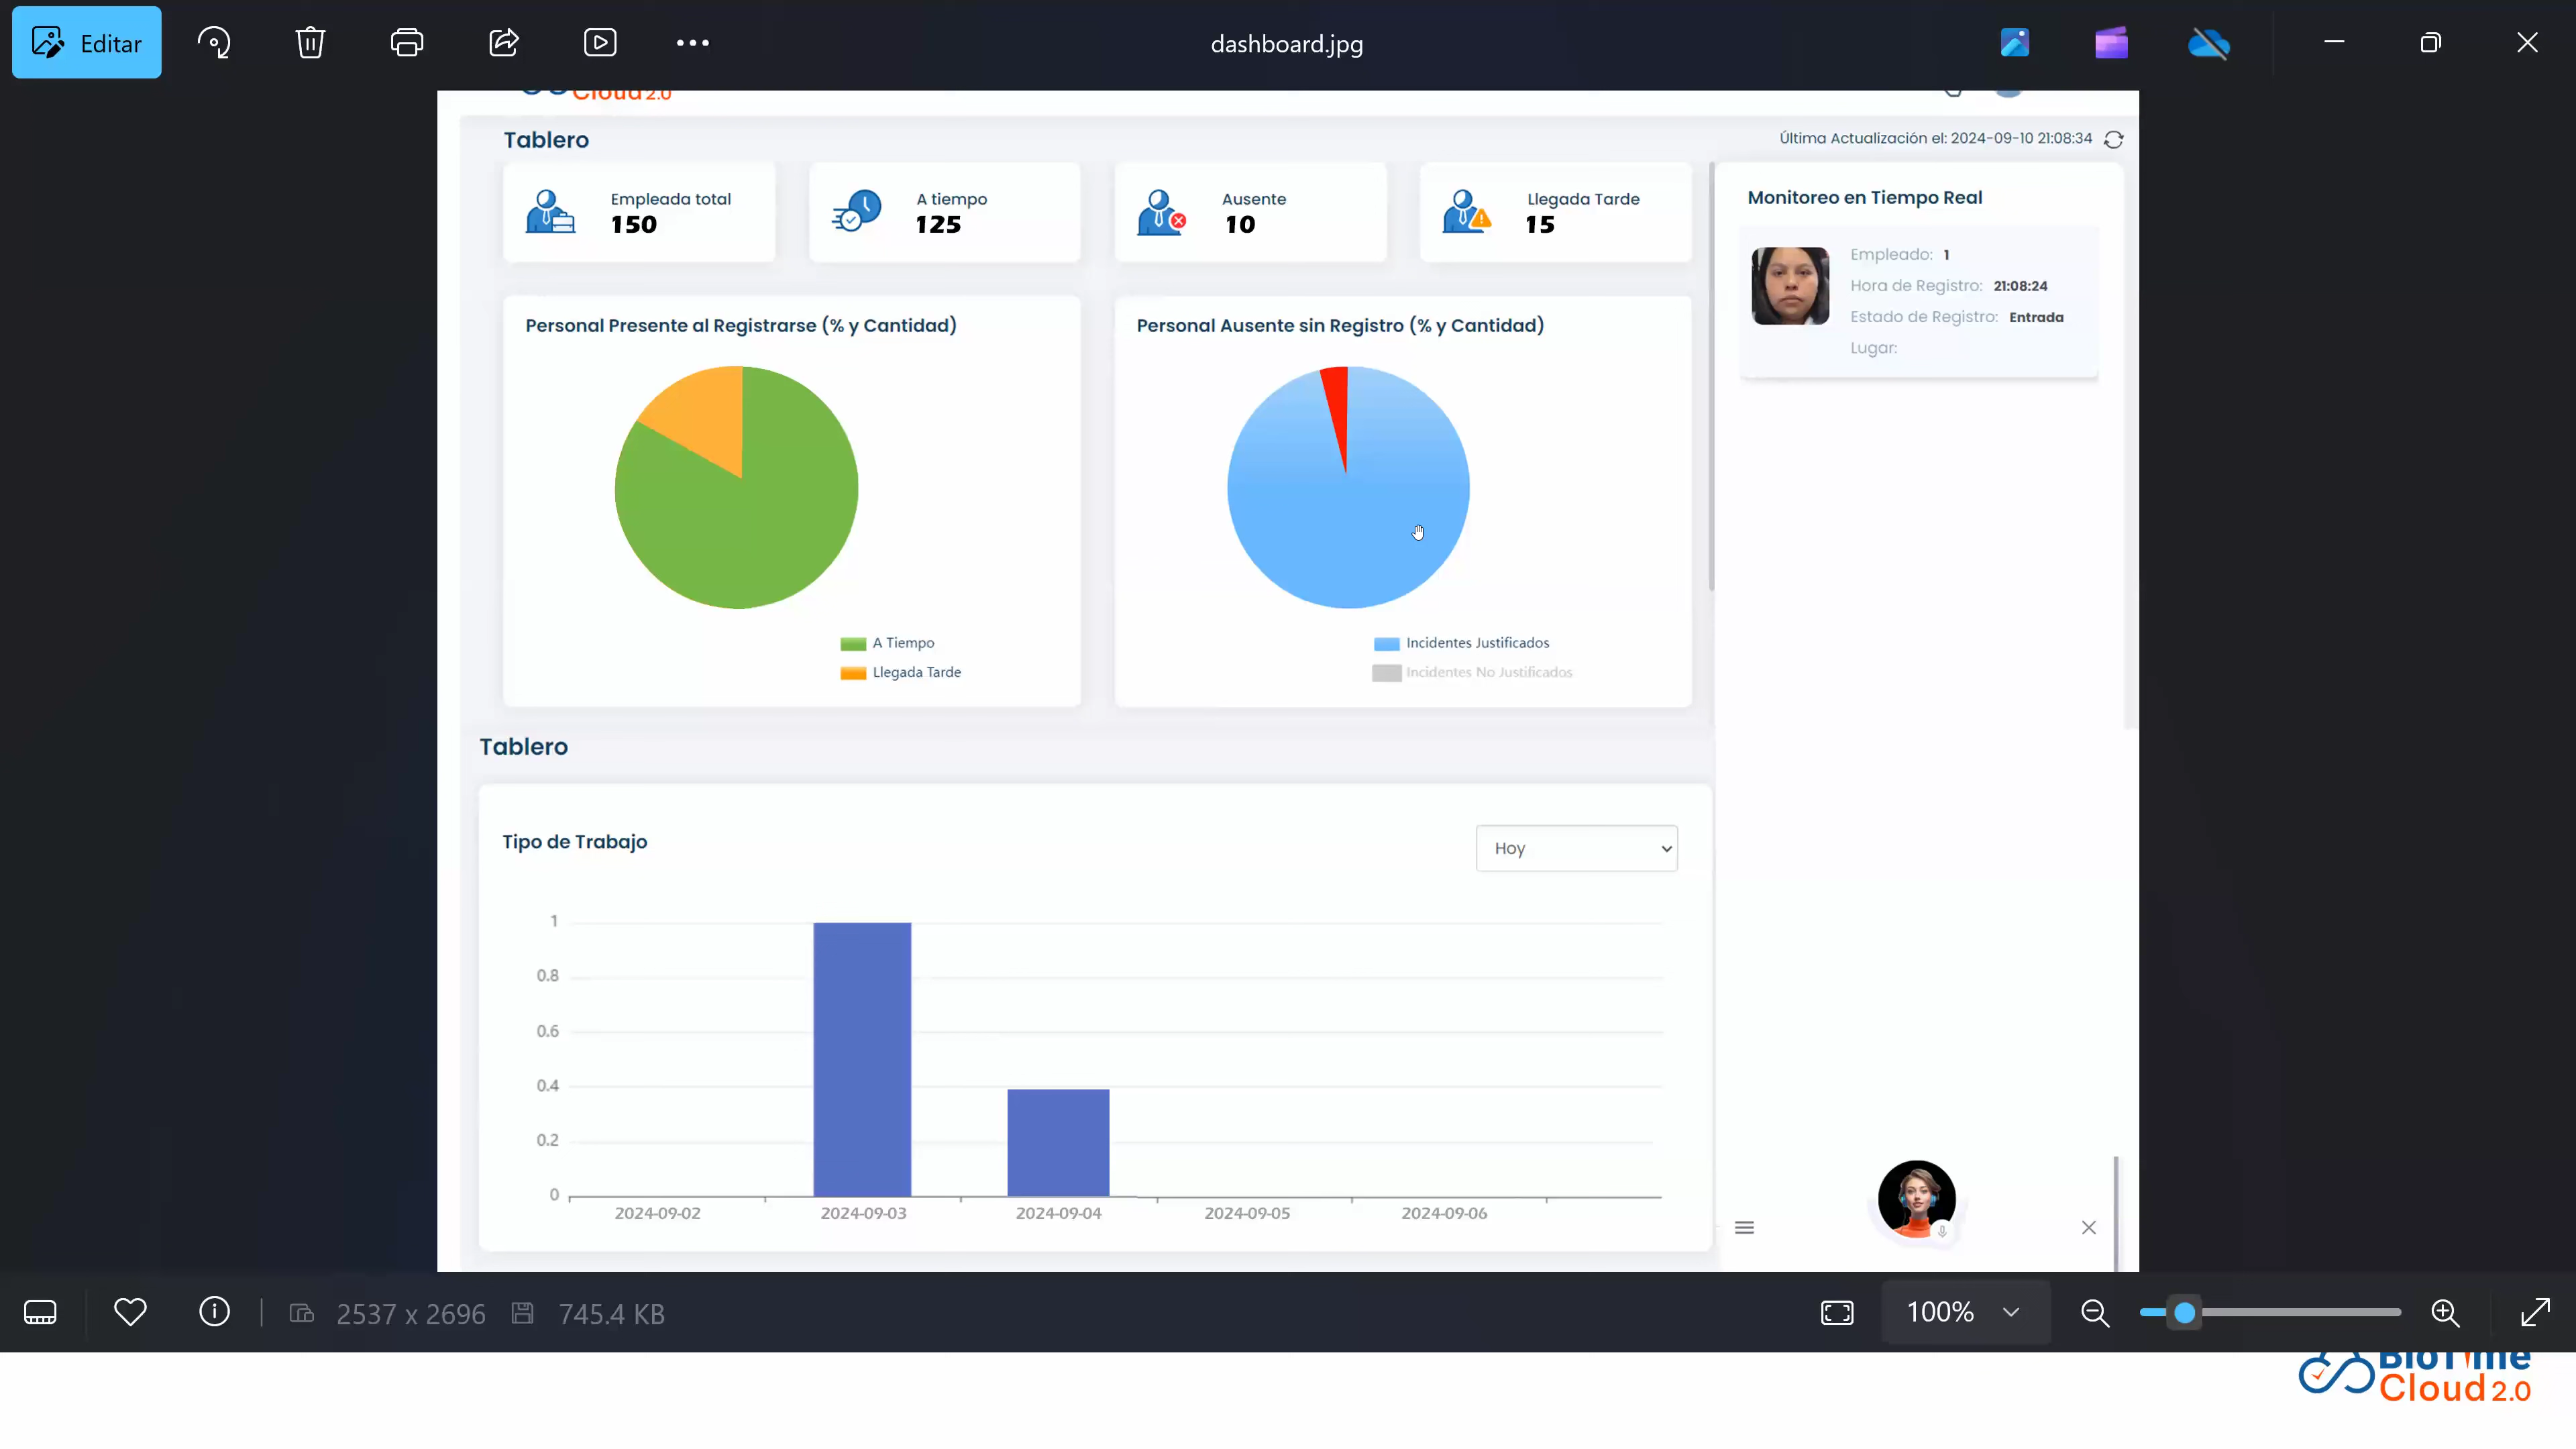 Editar
dashboard.jpg
Cloud 2.0
Tablero
Última Actualización el: 2024-09-10 21:08:34
Empleada total
150
A tiempo
125
Ausente
10
Llegada Tarde
15
Monitoreo en Tiempo Real
Empleado: 1
Hora de Registro: 21:08:24
Estado de Registro: Entrada
Lugar:
Personal Presente al Registrarse (% y Cantidad)
A Tiempo
Llegada Tarde
Personal Ausente sin Registro (% y Cantidad)
Incidentes Justificados
Incidentes No Justificados
Tablero
Tipo de Trabajo
Hoy
1
0.8
0.6
0.4
0.2
0
2024-09-02 2024-09-03 2024-09-04 2024-09-05 2024-09-06
2537 x 2696 745.4 KB
100%
BioTime
Cloud 2.0